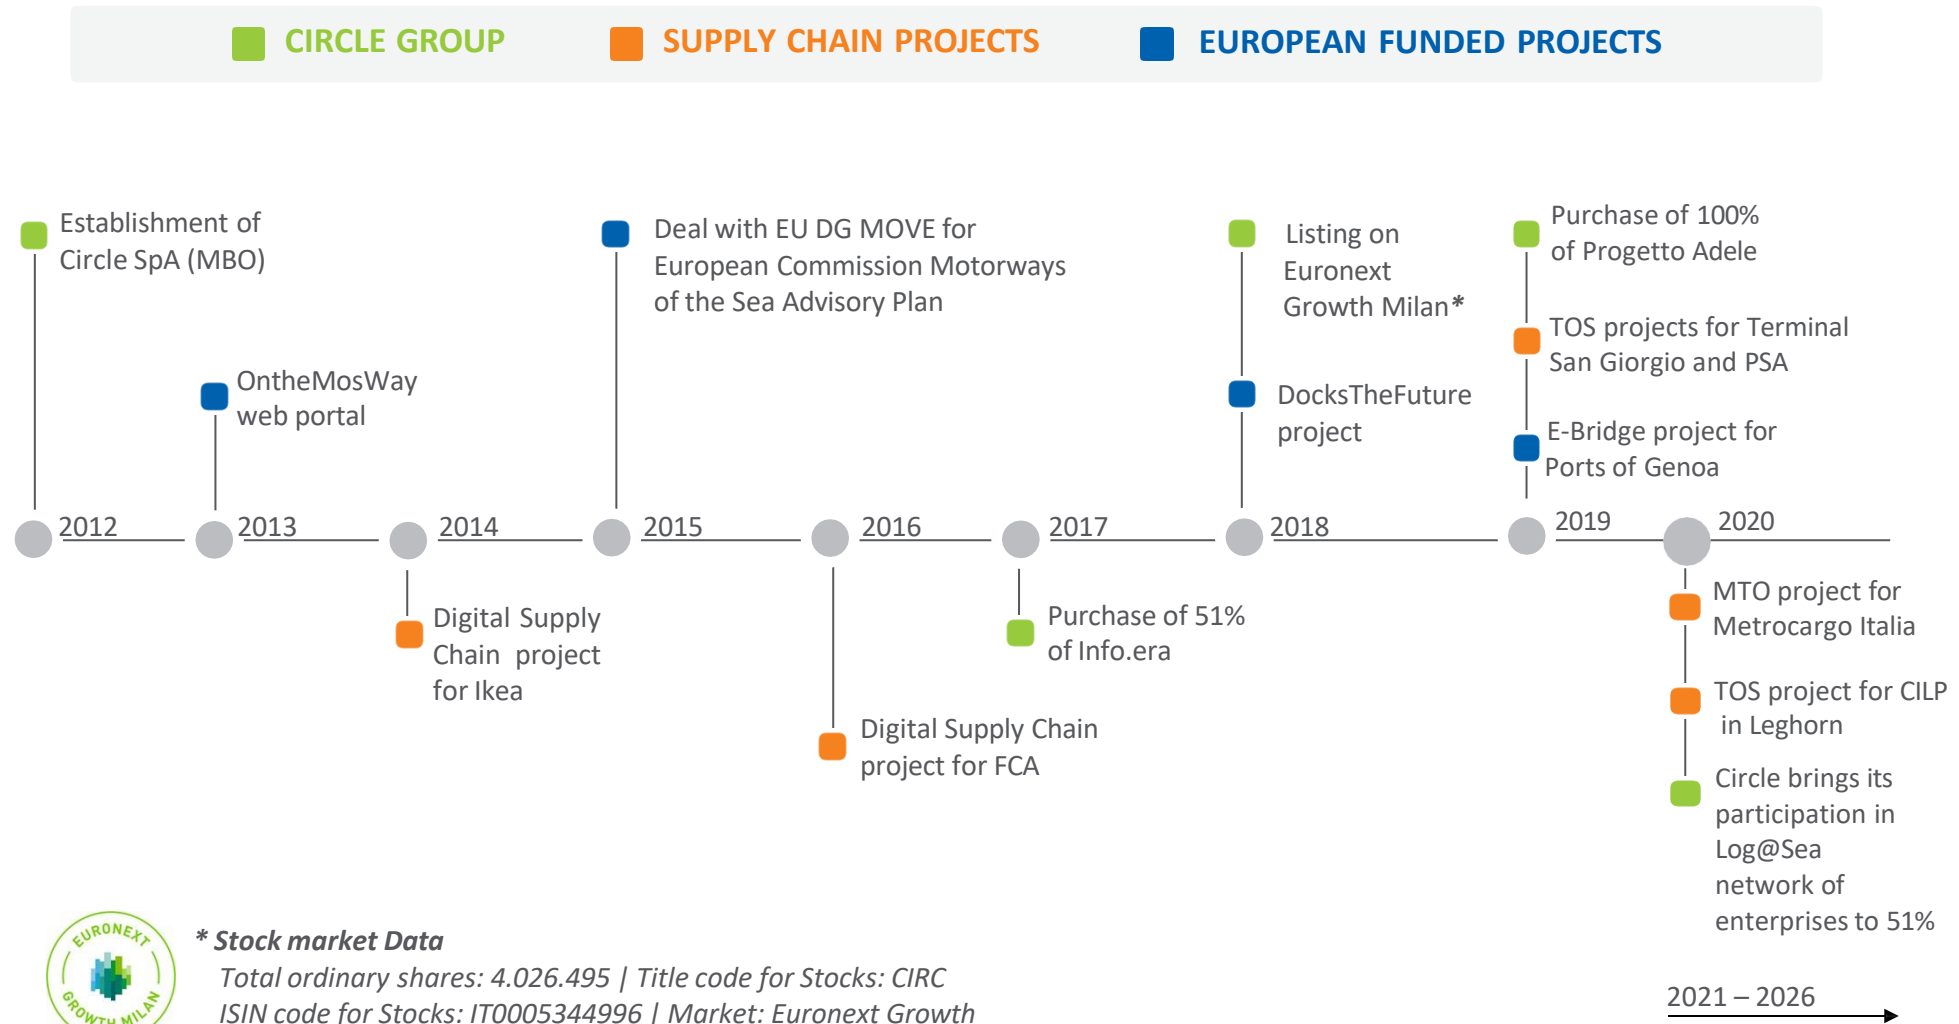 CIRCLE GROUP
SUPPLY CHAIN PROJECTS
EUROPEAN FUNDED PROJECTS
Establishment of
Circle SpA (MBO)
OntheMosWay
web portal
Deal with EU DG MOVE for
European Commission Motorways
of the Sea Advisory Plan
Listing on
Euronext
Growth Milan*
DocksTheFuture
project
Purchase of 100%
of Progetto Adele
TOS projects for Terminal
San Giorgio and PSA
E-Bridge project for
Ports of Genoa
2012
2013
2014
2015
2016
2017
2018
2019
2020
Digital Supply
Chain project
for Ikea
Digital Supply Chain
project for FCA
Purchase of 51%
of Info.era
MTO project for
Metrocargo Italia
TOS project for CILP
in Leghorn
Circle brings its
participation in
Log@Sea
network of
enterprises to 51%
EURONEXT
GROWTH MILAN
* Stock market Data
Total ordinary shares: 4.026.495 | Title code for Stocks: CIRC
ISIN code for Stocks: IT0005344996 | Market: Euronext Growth
2021 – 2026